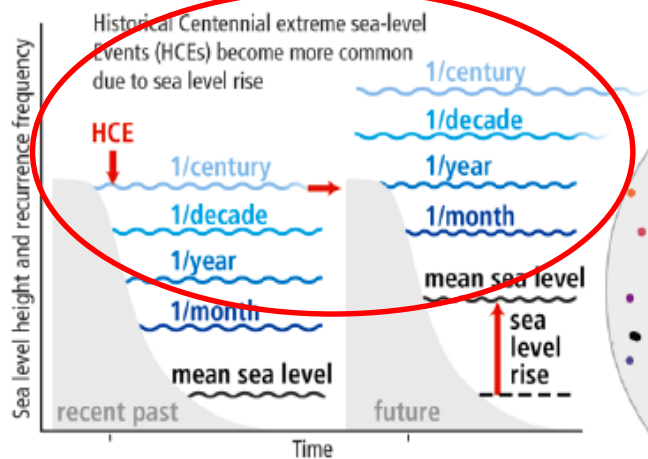 Historical Centennial extreme sea-level
Events (HCEs) become more common
due to sea level rise
HCE
1/century
1/decade
1/year
1/month
mean sea level
recent past
1/century
1/decade
1/year
1/month
mean sea level
sea
level
rise
future
Time
Sea level height and recurrence frequency